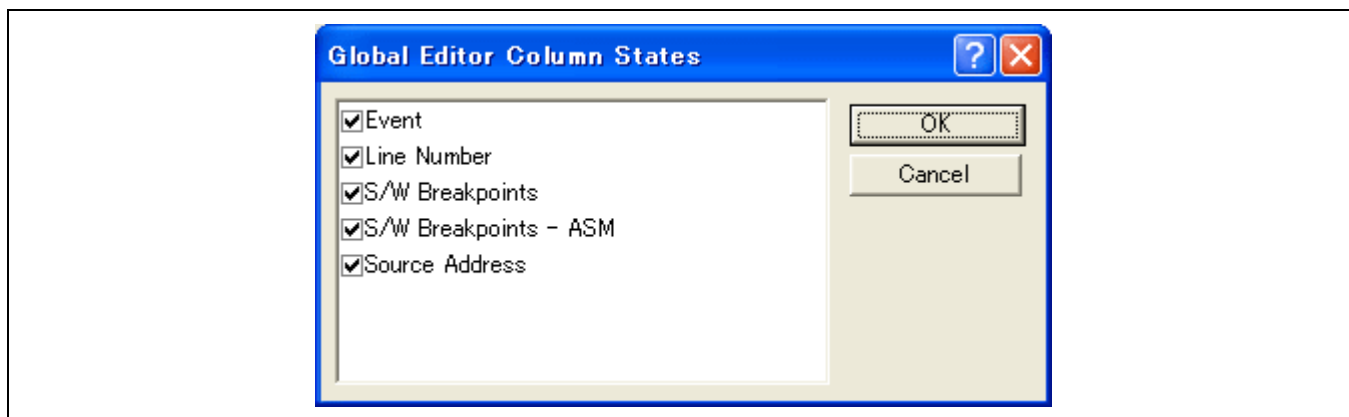 Global Editor Column States
Event
Line Number
S/W Breakpoints
S/W Breakpoints - ASM
Source Address
OK
Cancel